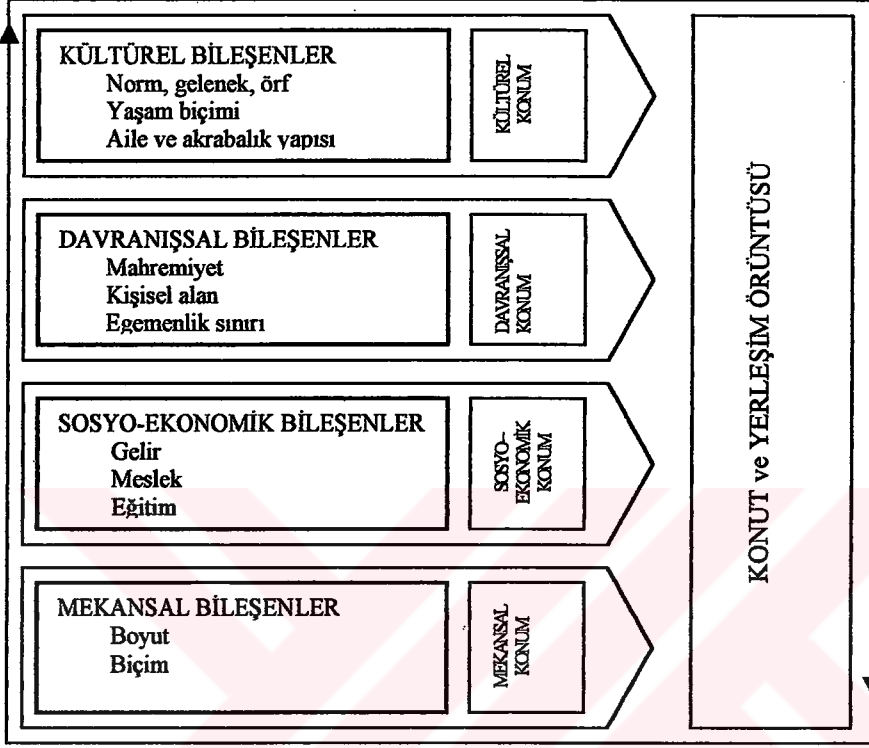 KÜLTÜREL BİLEŞENLER
Norm, gelenek, örf
Yaşam biçimi
Aile ve akrabalık yapısı
KÜLTÜREL
KONUM
DAVRANIŞSAL BİLEŞENLER
Mahremiyet
Kişisel alan
Egemenlik sınırı
DAVRANIŞSAL
KONUM
SOSYO-EKONOMİK BİLEŞENLER
Gelir
Meslek
Eğitim
SOSYO-
EKONOMİK
KONUM
MEKANSAL BİLEŞENLER
Boyut
Biçim
MEKANSAL
KONUM
KONUT ve YERLEŞİM ÖRÜNTÜSÜ